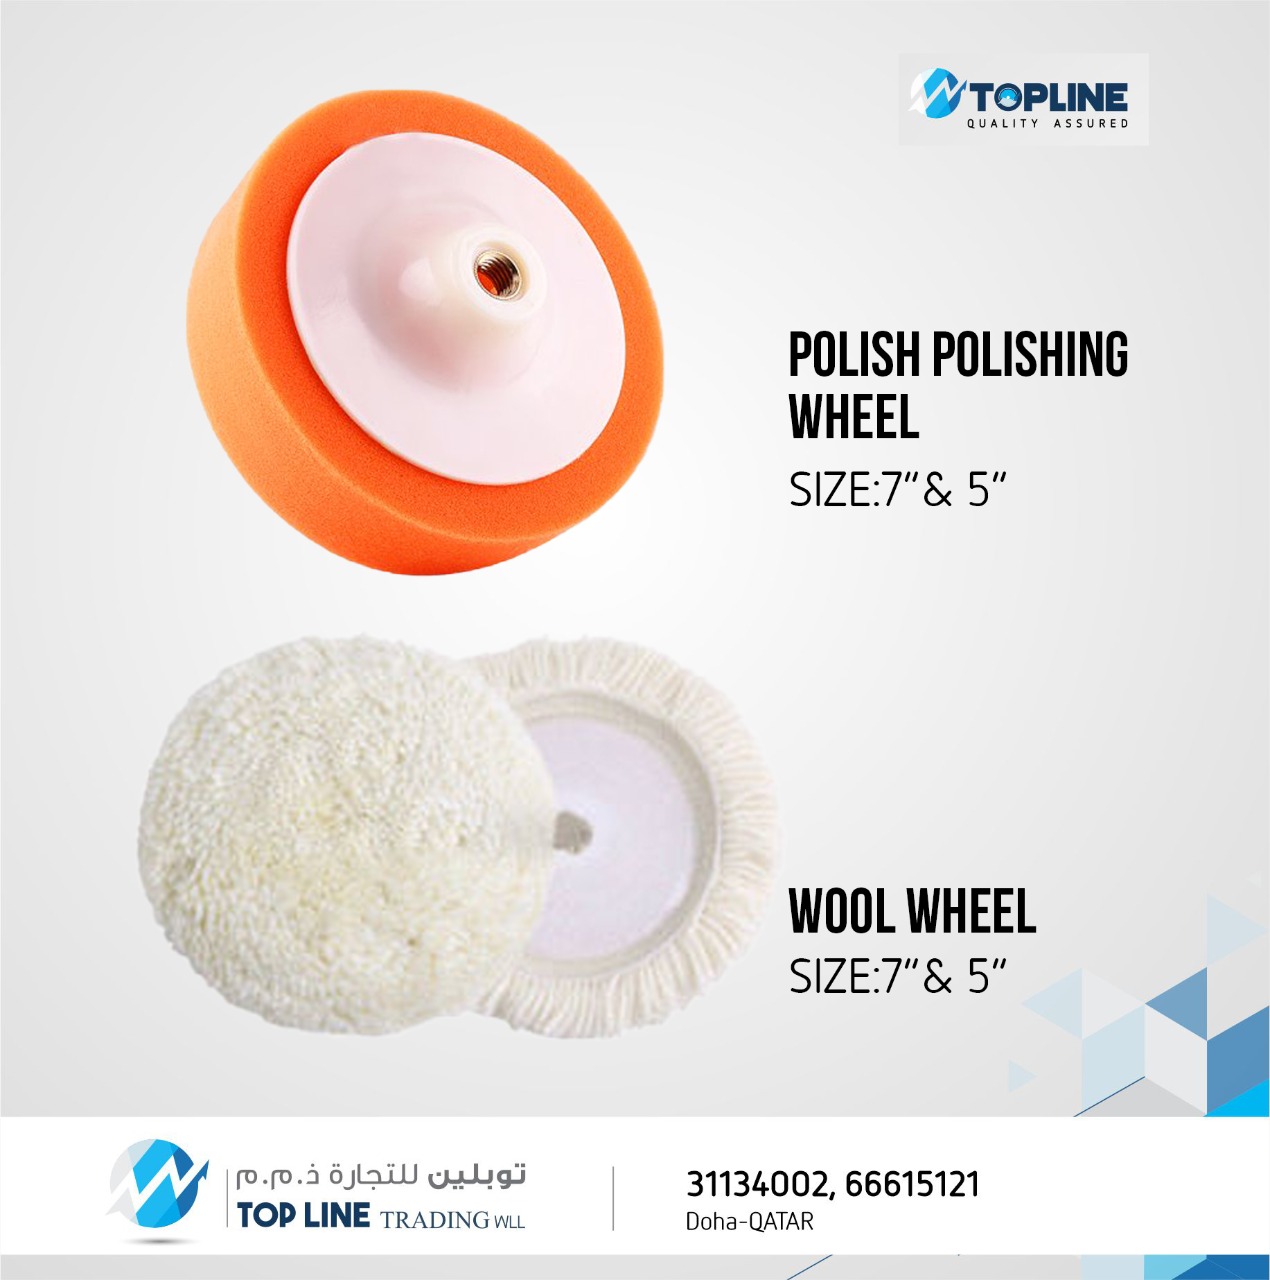 TOPLINE
QUALITY ASSURED
POLISH POLISHING
WHEEL
SIZE:7”& 5”
WOOL WHEEL
SIZE:7”& 5”
توبلين للتجارة ذ.م.م
TOP LINE TRADING WLL
31134002, 66615121
Doha-QATAR